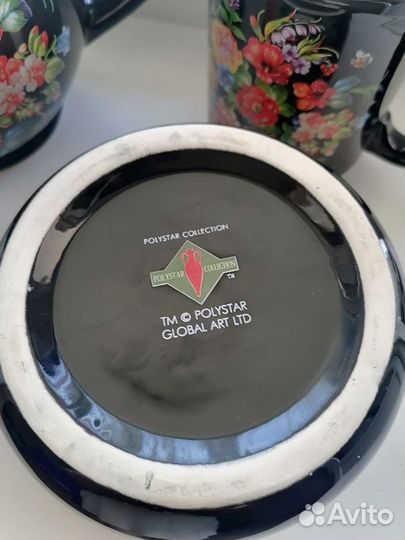 POLYSTAR COLLECTION
POLYSTAR COLLECTION
TM
TM © POLYSTAR
GLOBAL ART LTD
Avito